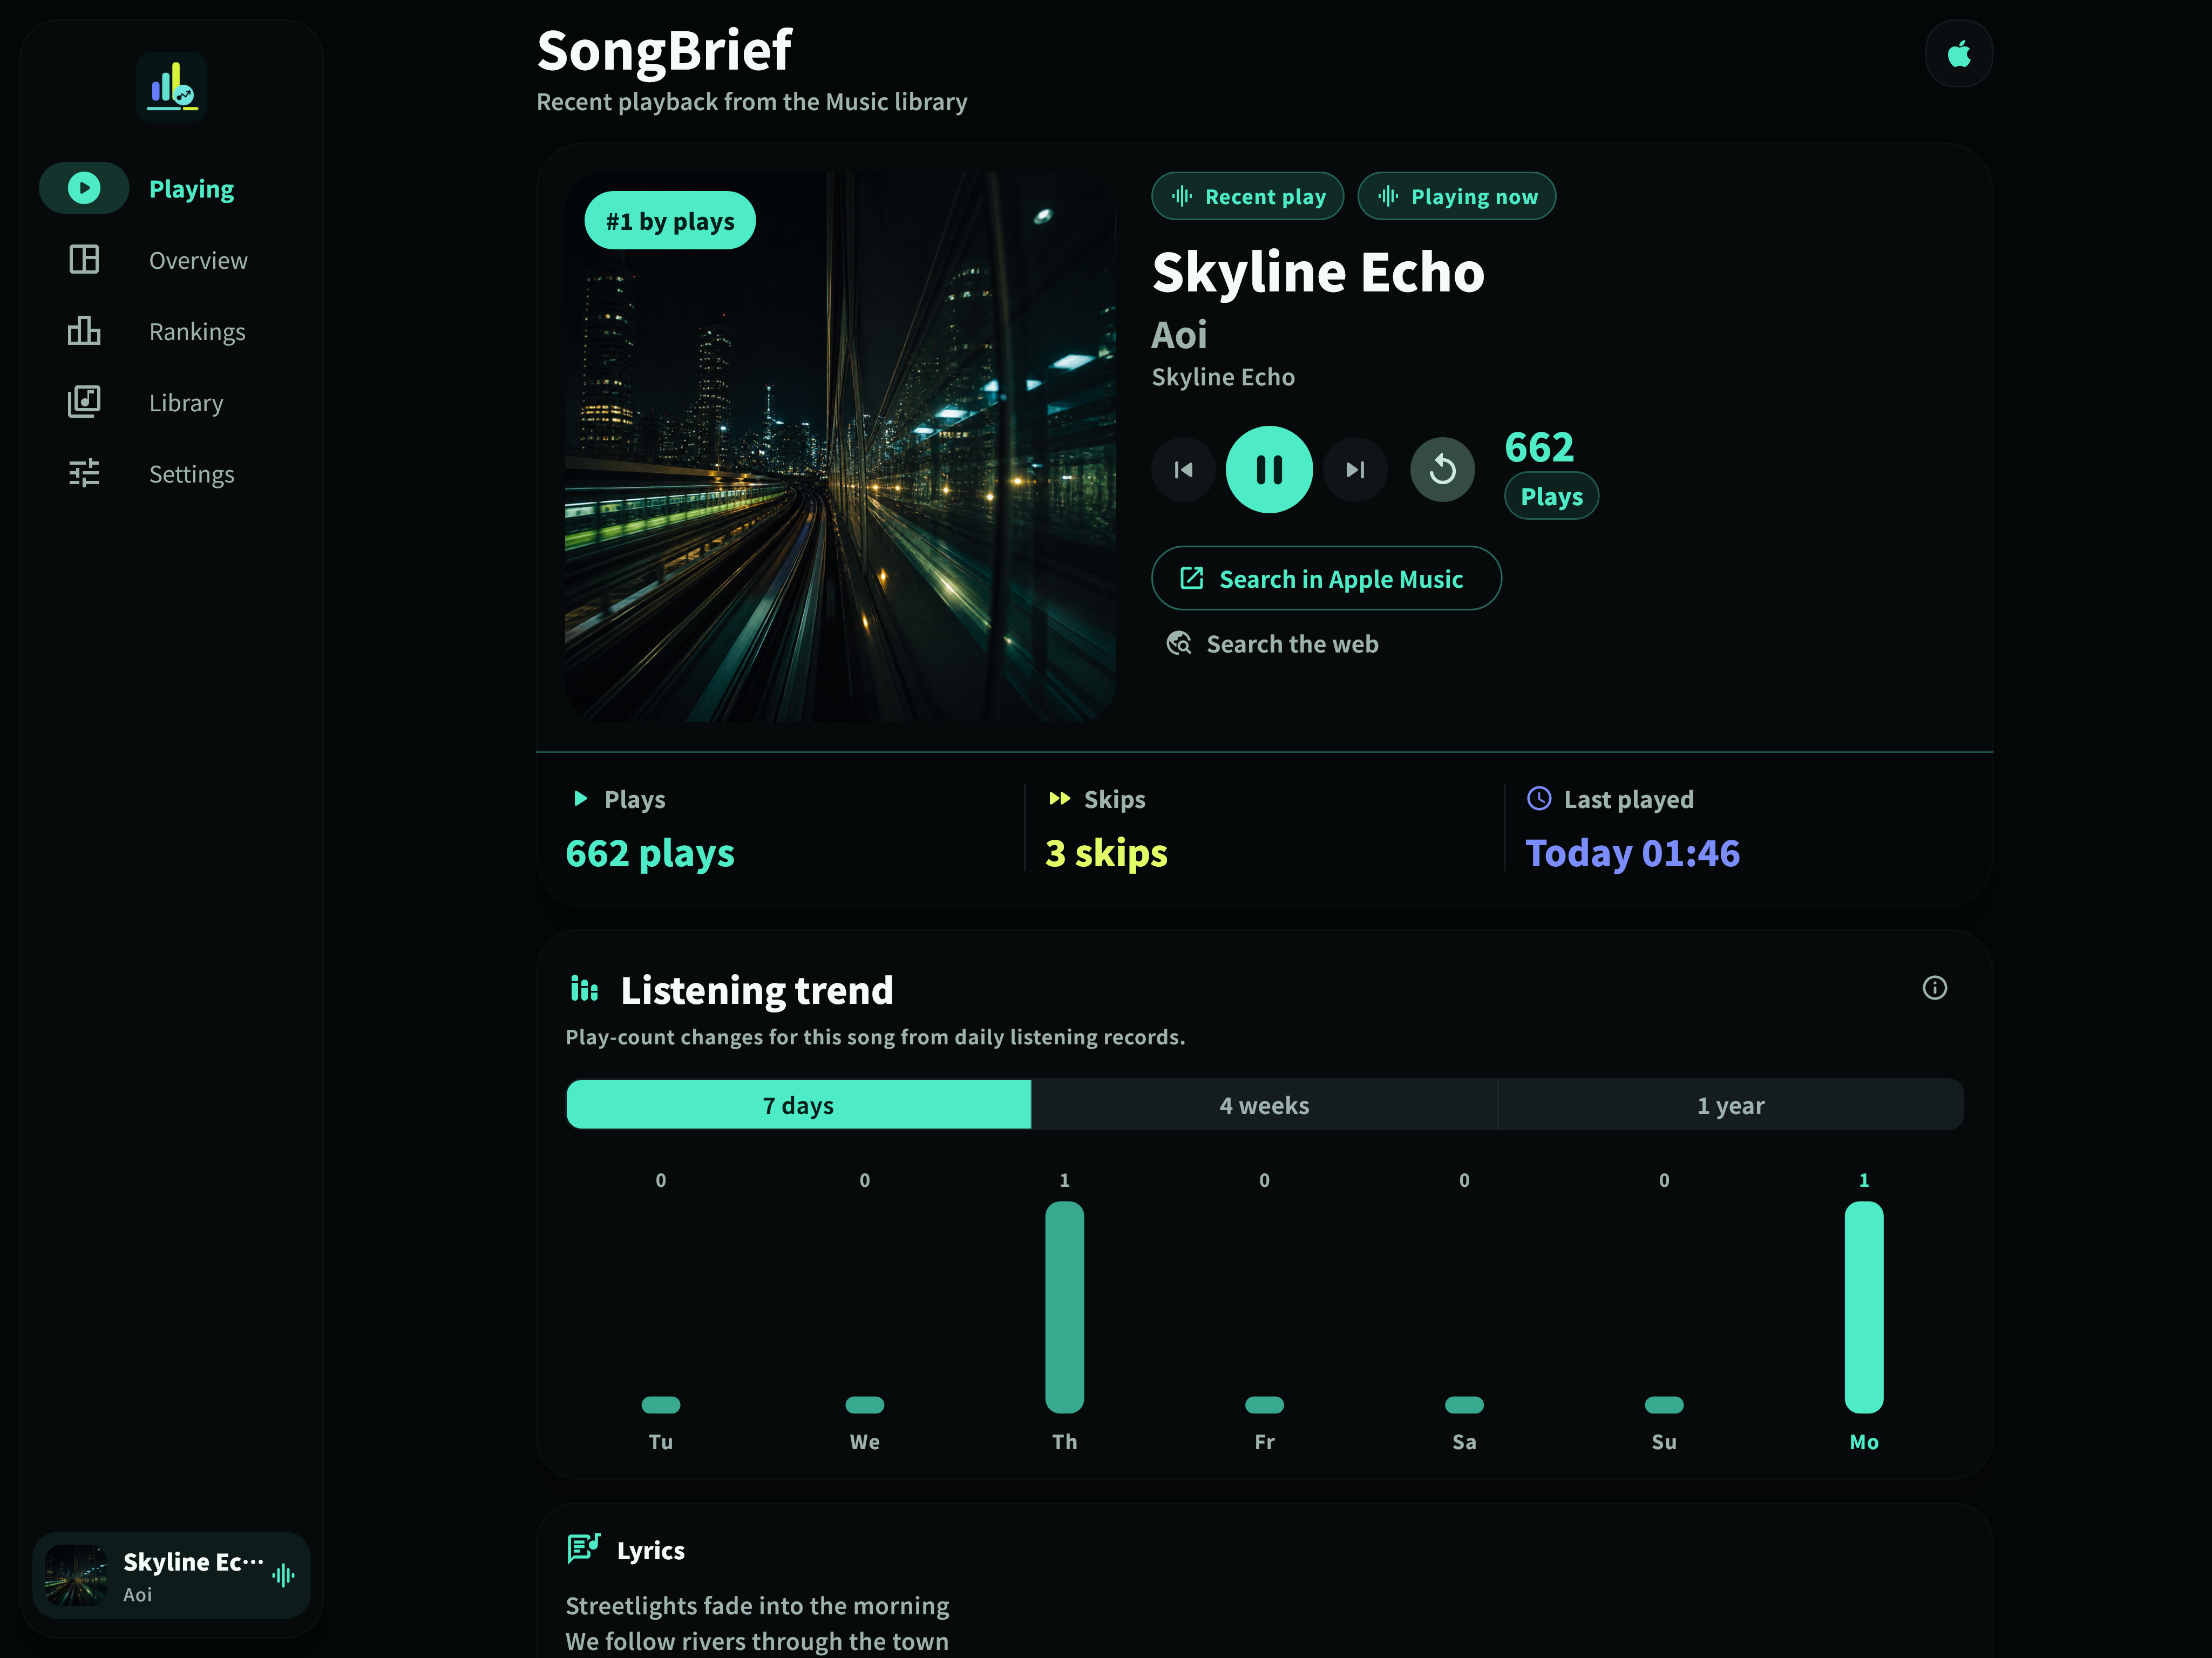 SongBrief
Recent playback from the Music library
Playing
Overview
Rankings
Library
Settings
#1 by plays
Recent play
Playing now
Skyline Echo
Aoi
Skyline Echo
662
Plays
Search in Apple Music
Search the web
Plays
662 plays
Skips
3 skips
Last played
Today 01:46
Listening trend
Play-count changes for this song from daily listening records.
7 days
4 weeks
1 year
0 0 1 0 0 0 1
Tu We Th Fr Sa Su Mo
Lyrics
Streetlights fade into the morning
We follow rivers through the town
Skyline Ec···
Aoi